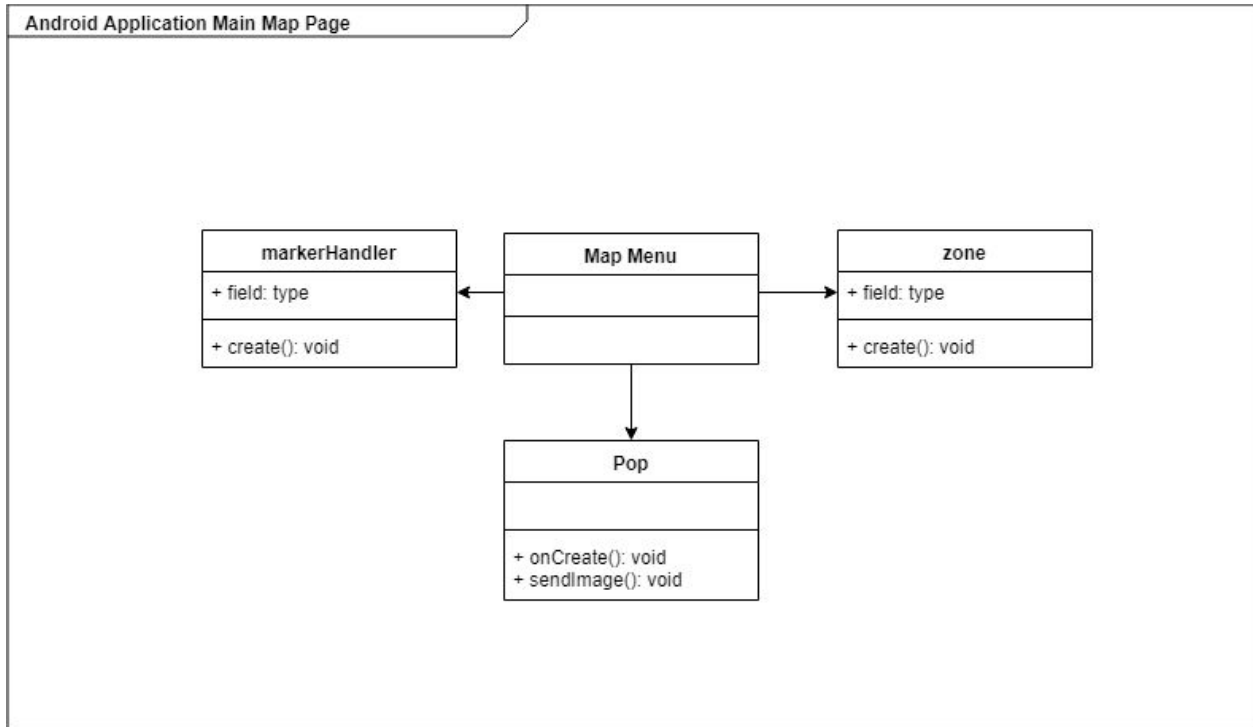 Android Application Main Map Page
markerHandler
+ field: type
+ create(): void
Map Menu
zone
+ field: type
+ create(): void
Pop
+ onCreate(): void
+ sendImage(): void